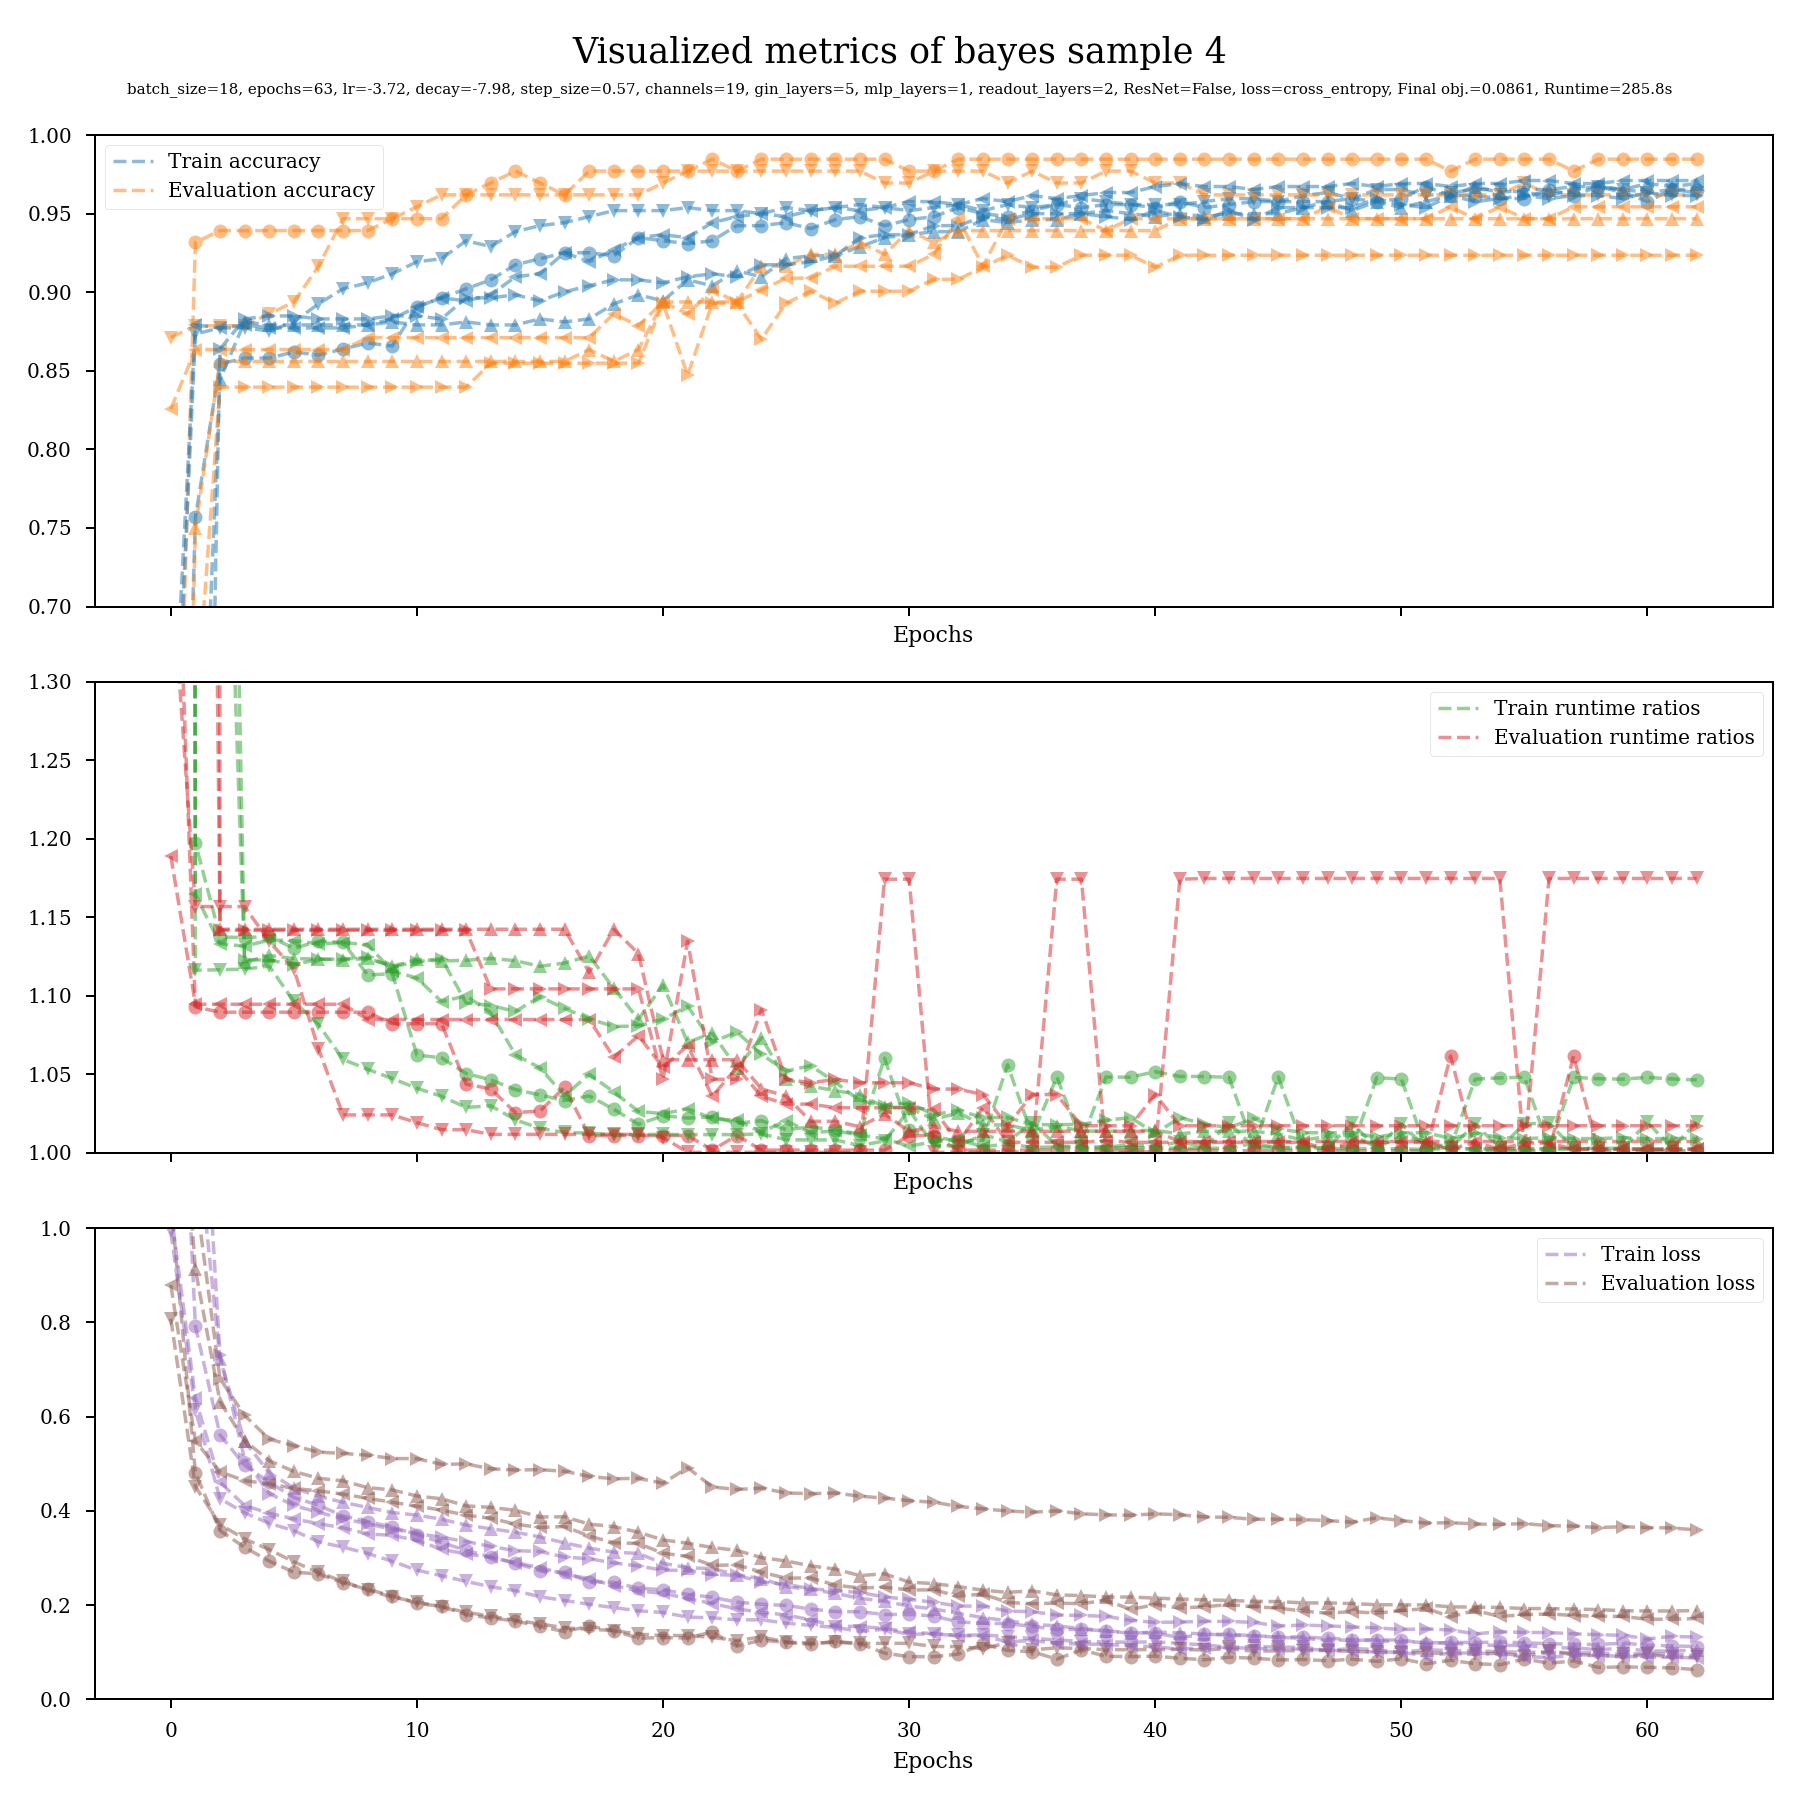 Visualized metrics of bayes sample 4
batch_size=18, epochs=63, lr=-3.72, decay=-7.98, step_size=0.57, channels=19, gin_layers=5, mlp_layers=1, readout_layers=2, ResNet=False, loss=cross_entropy, Final obj.=0.0861, Runtime=285.8s
1.00
0.95
0.90
0.85
0.80
0.75
0.70
Train accuracy
Evaluation accuracy
Epochs
1.30
1.25
1.20
1.15
1.10
1.05
1.00
Train runtime ratios
Evaluation runtime ratios
Epochs
1.0
0.8
0.6
0.4
0.2
0.0
Train loss
Evaluation loss
0 10 20 30 40 50 60
Epochs